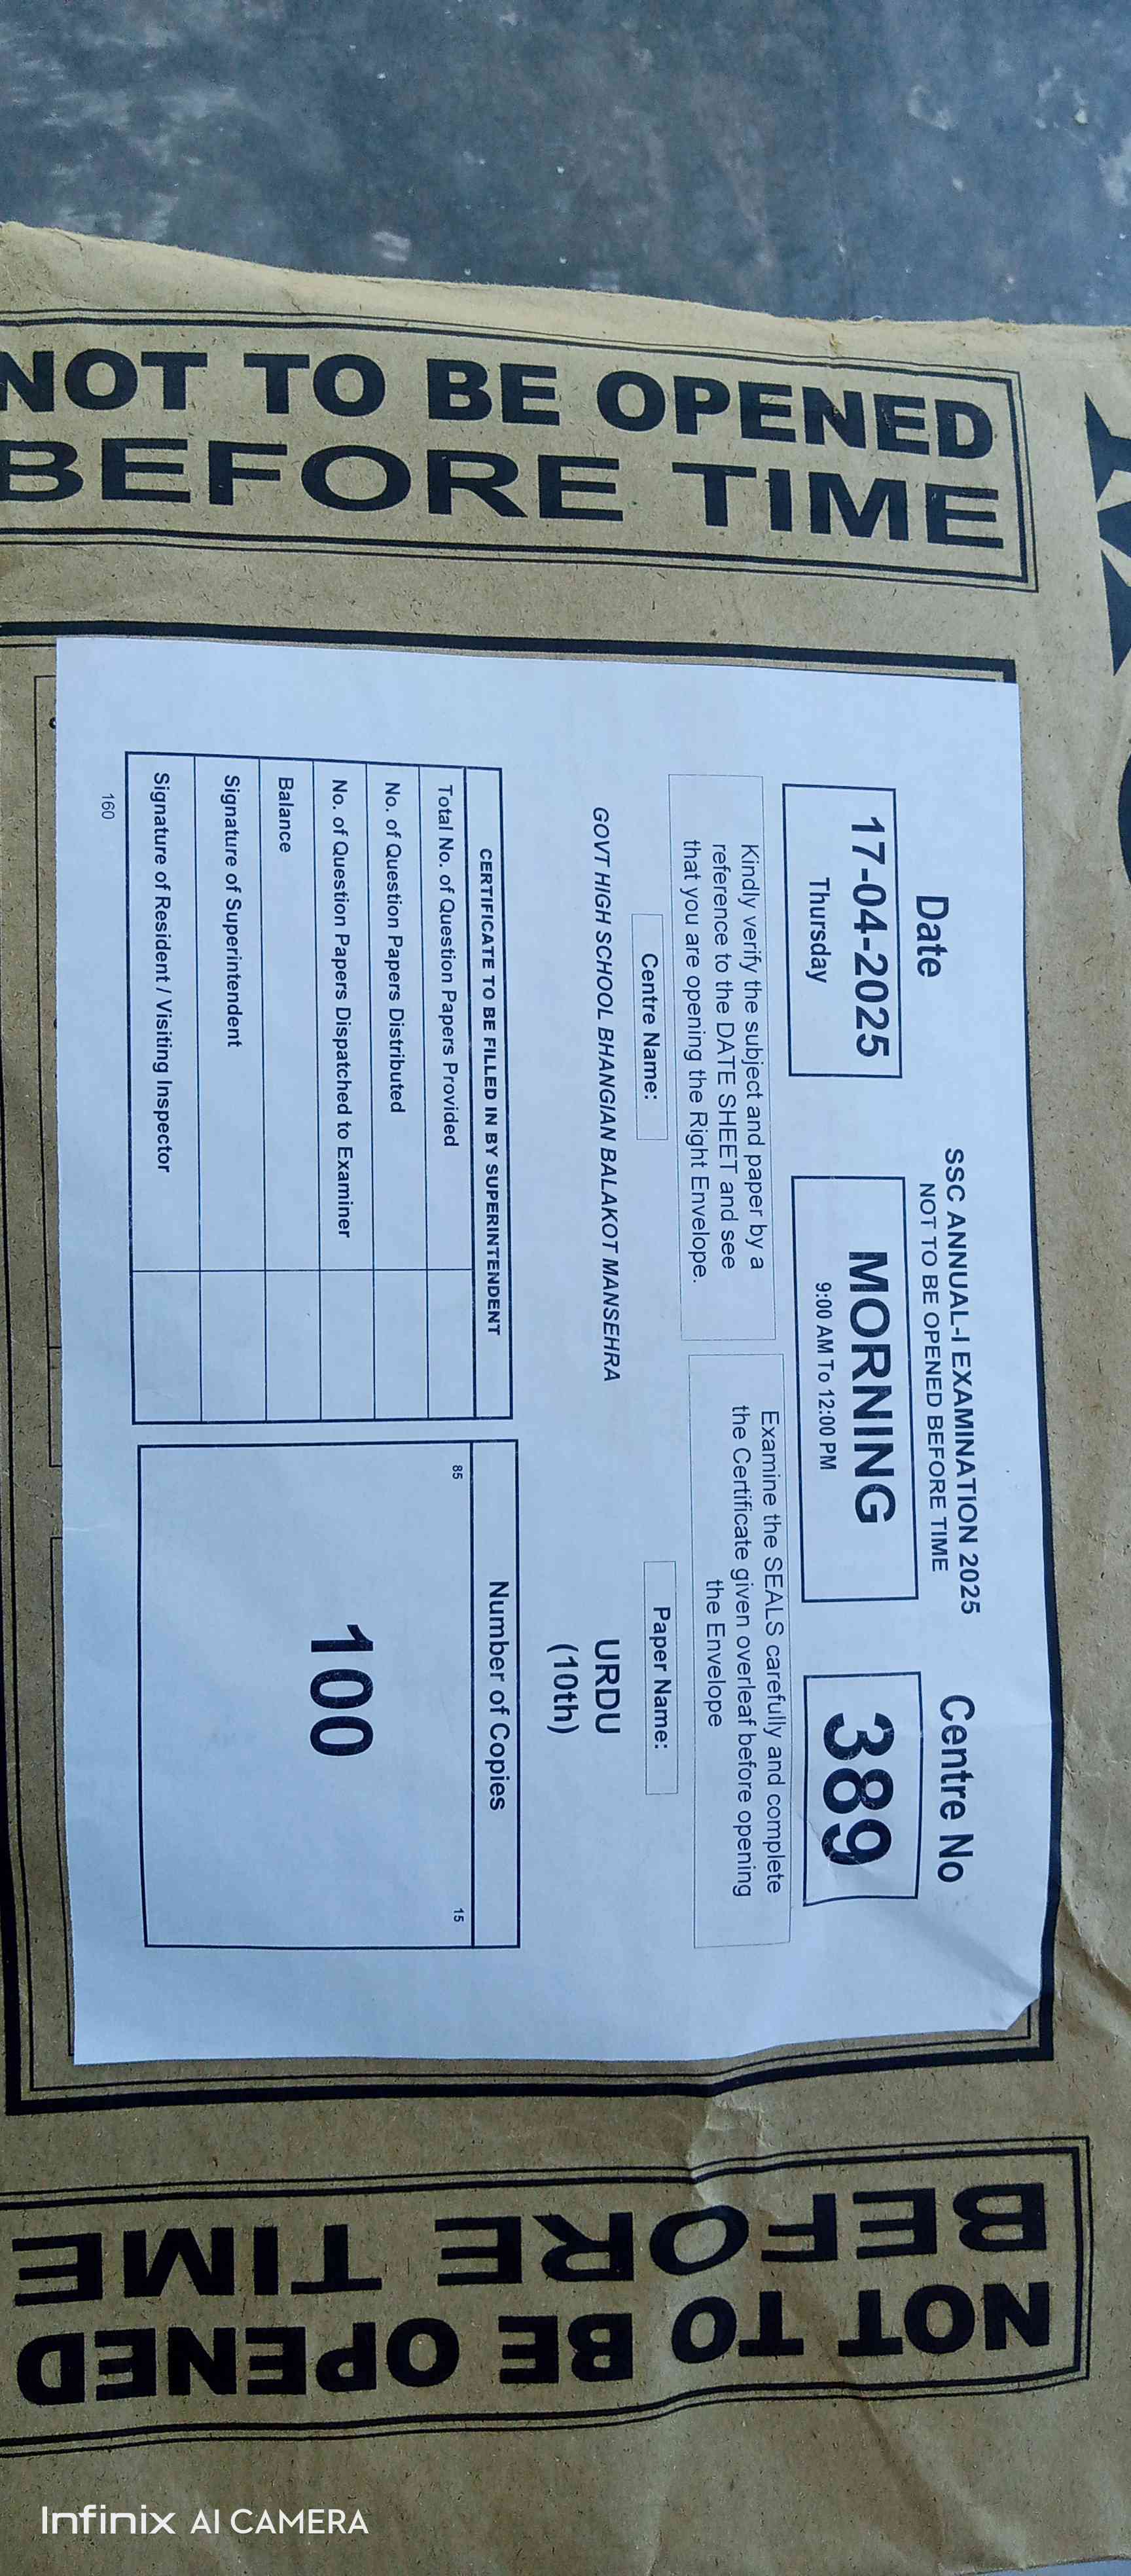 NOT TO BE OPENED
BEFORE TIME
SSC ANNUAL-I EXAMINATION 2025
NOT TO BE OPENED BEFORE TIME
Date
17-04-2025
Thursday
MORNING
9:00 AM To 12:00 PM
Centre No
389
Kindly verify the subject and paper by a
reference to the DATE SHEET and see
that you are opening the Right Envelope.
Examine the SEALS carefully and complete
the Certificate given overleaf before opening
the Envelope
Centre Name:
GOVT HIGH SCHOOL BHANGIAN BALAKOT MANSEHRA
Paper Name:
URDU
(10th)
CERTIFICATE TO BE FILLED IN BY SUPERINTENDENT
Total No. of Question Papers Provided
No. of Question Papers Distributed
No. of Question Papers Dispatched to Examiner
Balance
Signature of Superintendent
Signature of Resident / Visiting Inspector
Number of Copies
85
15
100
160
NOT TO BE OPENED
BEFORE TIME
Infinix AI CAMERA